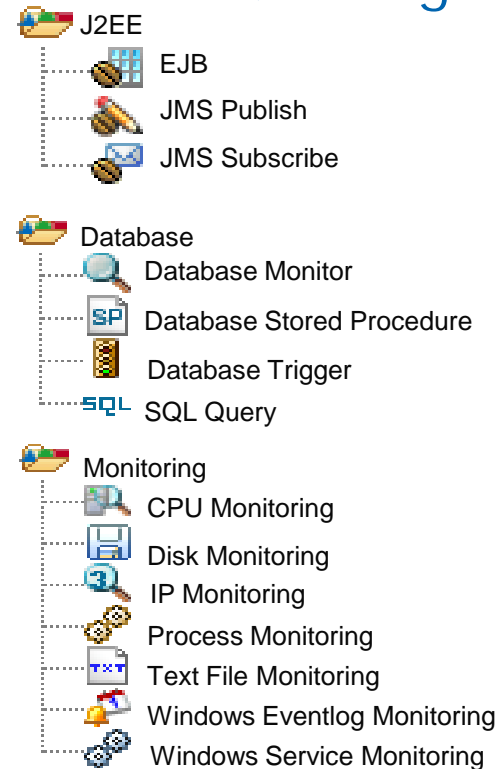 J2EE
EJB
JMS Publish
JMS Subscribe
Database
Database Monitor
SP
Database Stored Procedure
Database Trigger
SQL
SQL Query
Monitoring
CPU Monitoring
Disk Monitoring
3
IP Monitoring
Process Monitoring
TXT
Text File Monitoring
Windows Eventlog Monitoring
Windows Service Monitoring